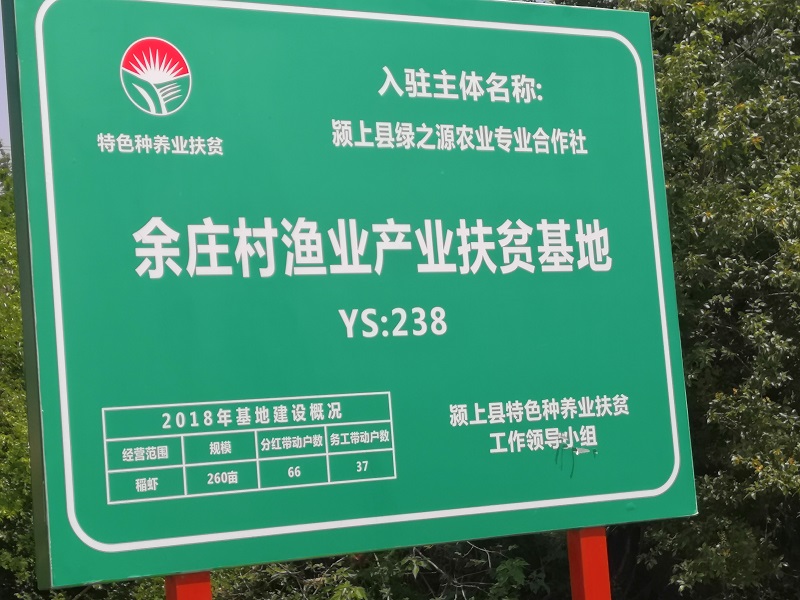 入驻主体名称:
特色种养业扶贫
颍上县绿之源农业专业合作社
余庄村渔业产业扶贫基地
YS:238
2018年基地建设概况
经营范围 规模 分红带动户数 务工带动户数
稻虾 260亩 66 37
颍上县特色种养业扶贫
工作领导小组